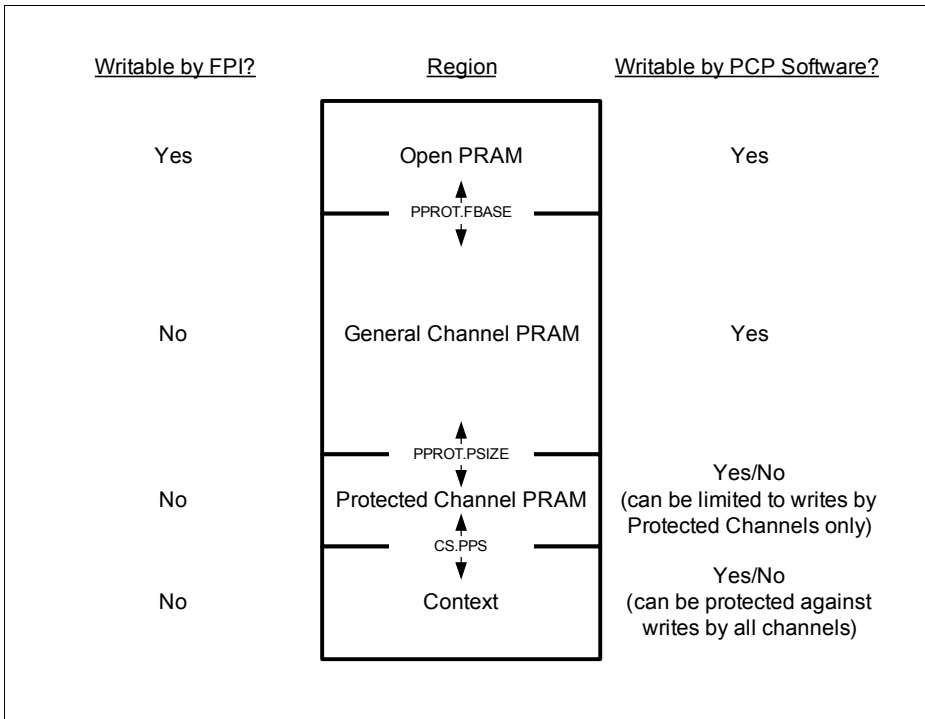 Writable by FPI? Region Writable by PCP Software?
Yes Open PRAM Yes
PPROT.FBASE
No General Channel PRAM Yes
PPROT.PSIZE
No Protected Channel PRAM Yes/No
(can be limited to writes by
Protected Channels only)
CS.PPS
No Context Yes/No
(can be protected against
writes by all channels)